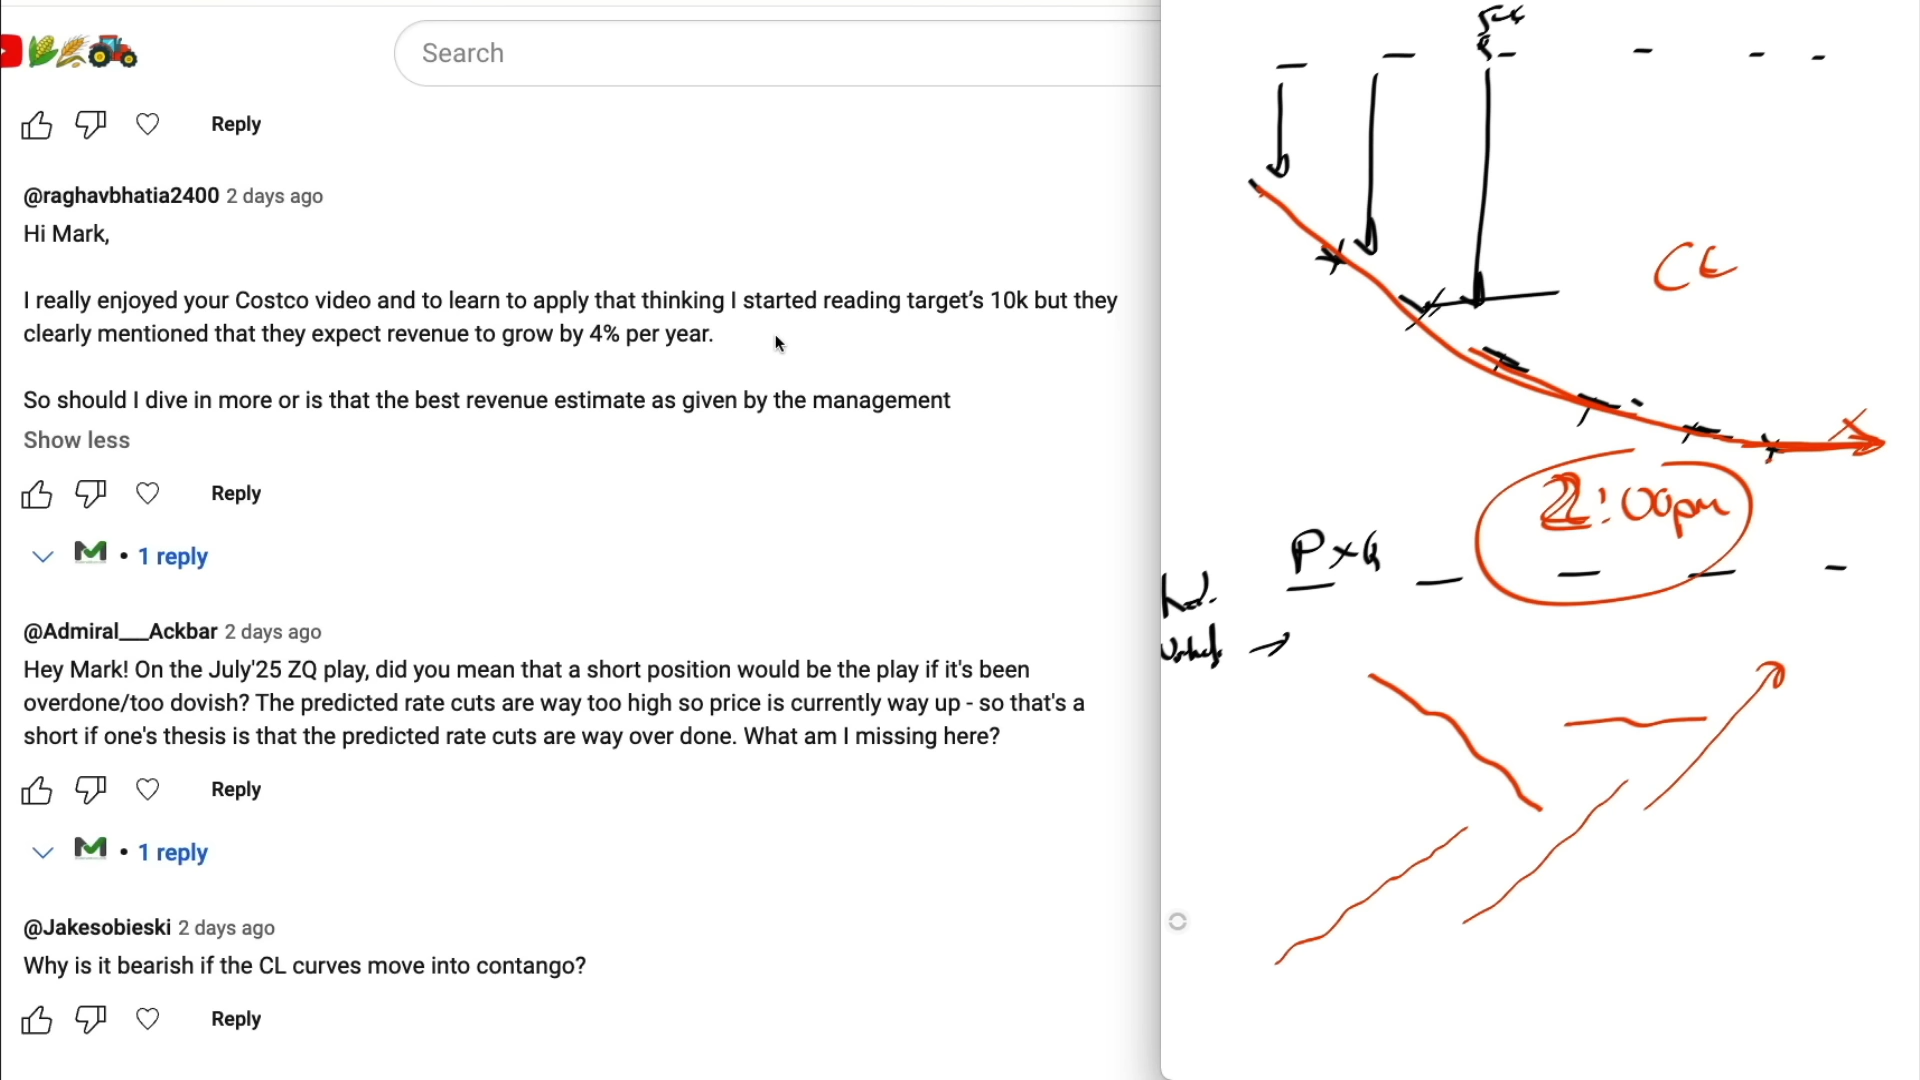 Search
Reply
@raghavbhatia2400 2 days ago
Hi Mark,
I really enjoyed your Costco video and to learn to apply that thinking I started reading target’s 10k but they
clearly mentioned that they expect revenue to grow by 4% per year.
So should I dive in more or is that the best revenue estimate as given by the management
Show less
Reply
• 1 reply
@Admiral___Ackbar 2 days ago
Hey Mark! On the July'25 ZQ play, did you mean that a short position would be the play if it's been
overdone/too dovish? The predicted rate cuts are way too high so price is currently way up - so that's a
short if one's thesis is that the predicted rate cuts are way over done. What am I missing here?
Reply
• 1 reply
@Jakesobieski 2 days ago
Why is it bearish if the CL curves move into contango?
Reply
2:00pm
P x Q